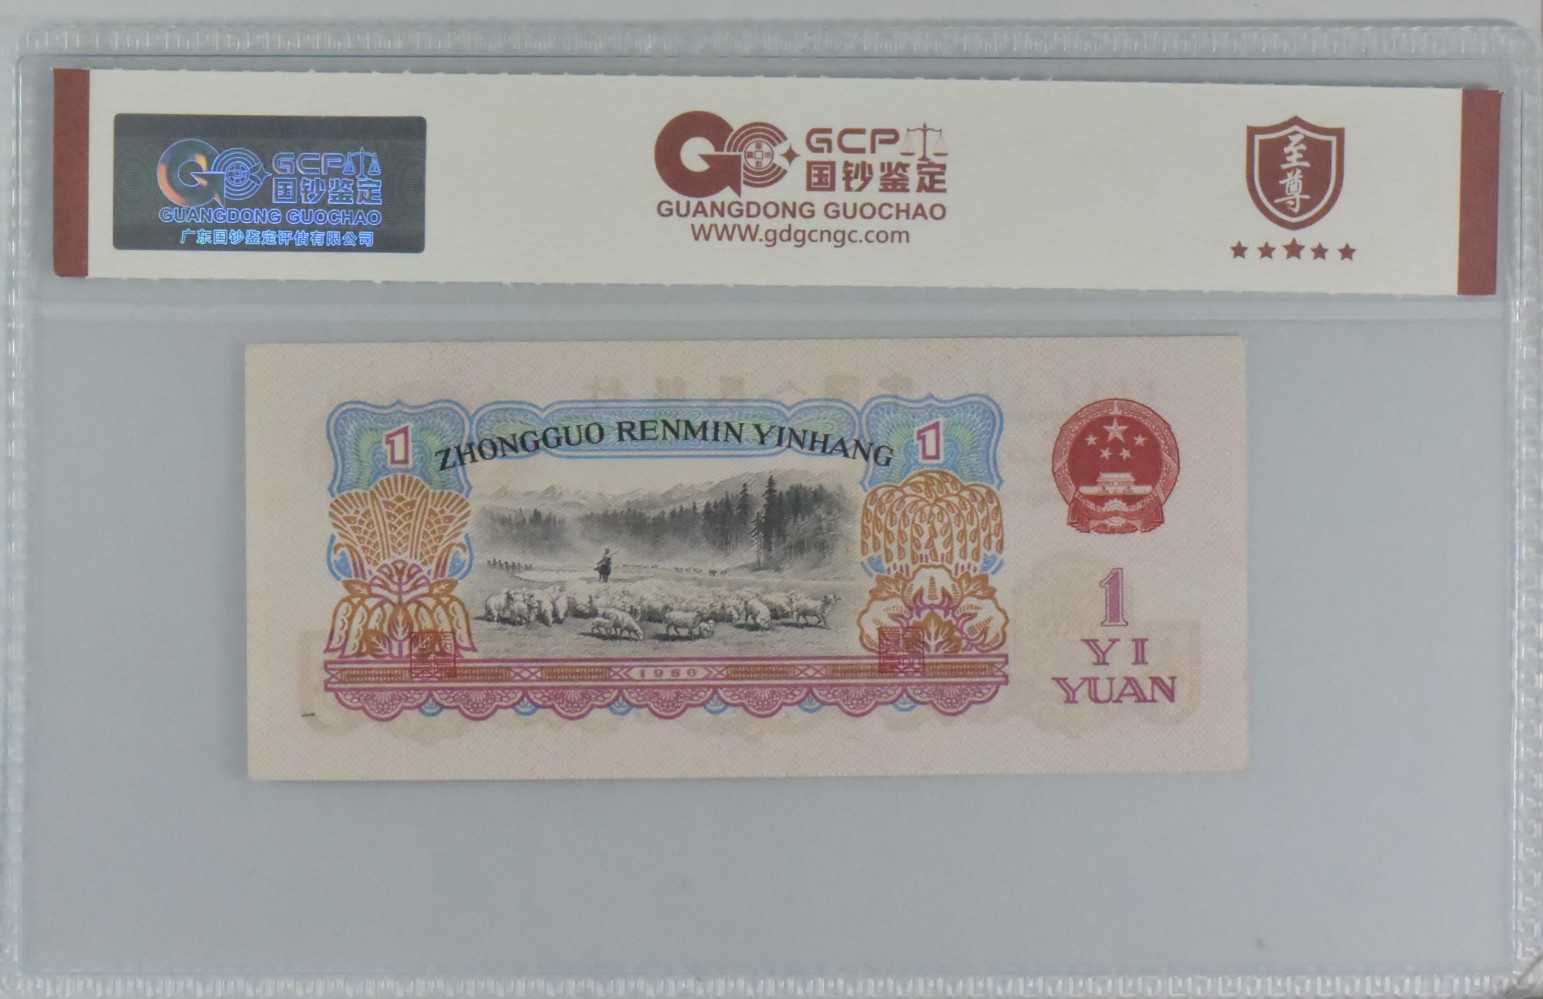 GCP
国钞鉴定
GUANGDONG GUOCHAO
广东国钞鉴定评估有限公司
GCP
国钞鉴定
GUANGDONG GUOCHAO
www.gdgcngc.com
至尊
1 ZHONGGUO RENMIN YINHANG 1
1960
1
YI
YUAN